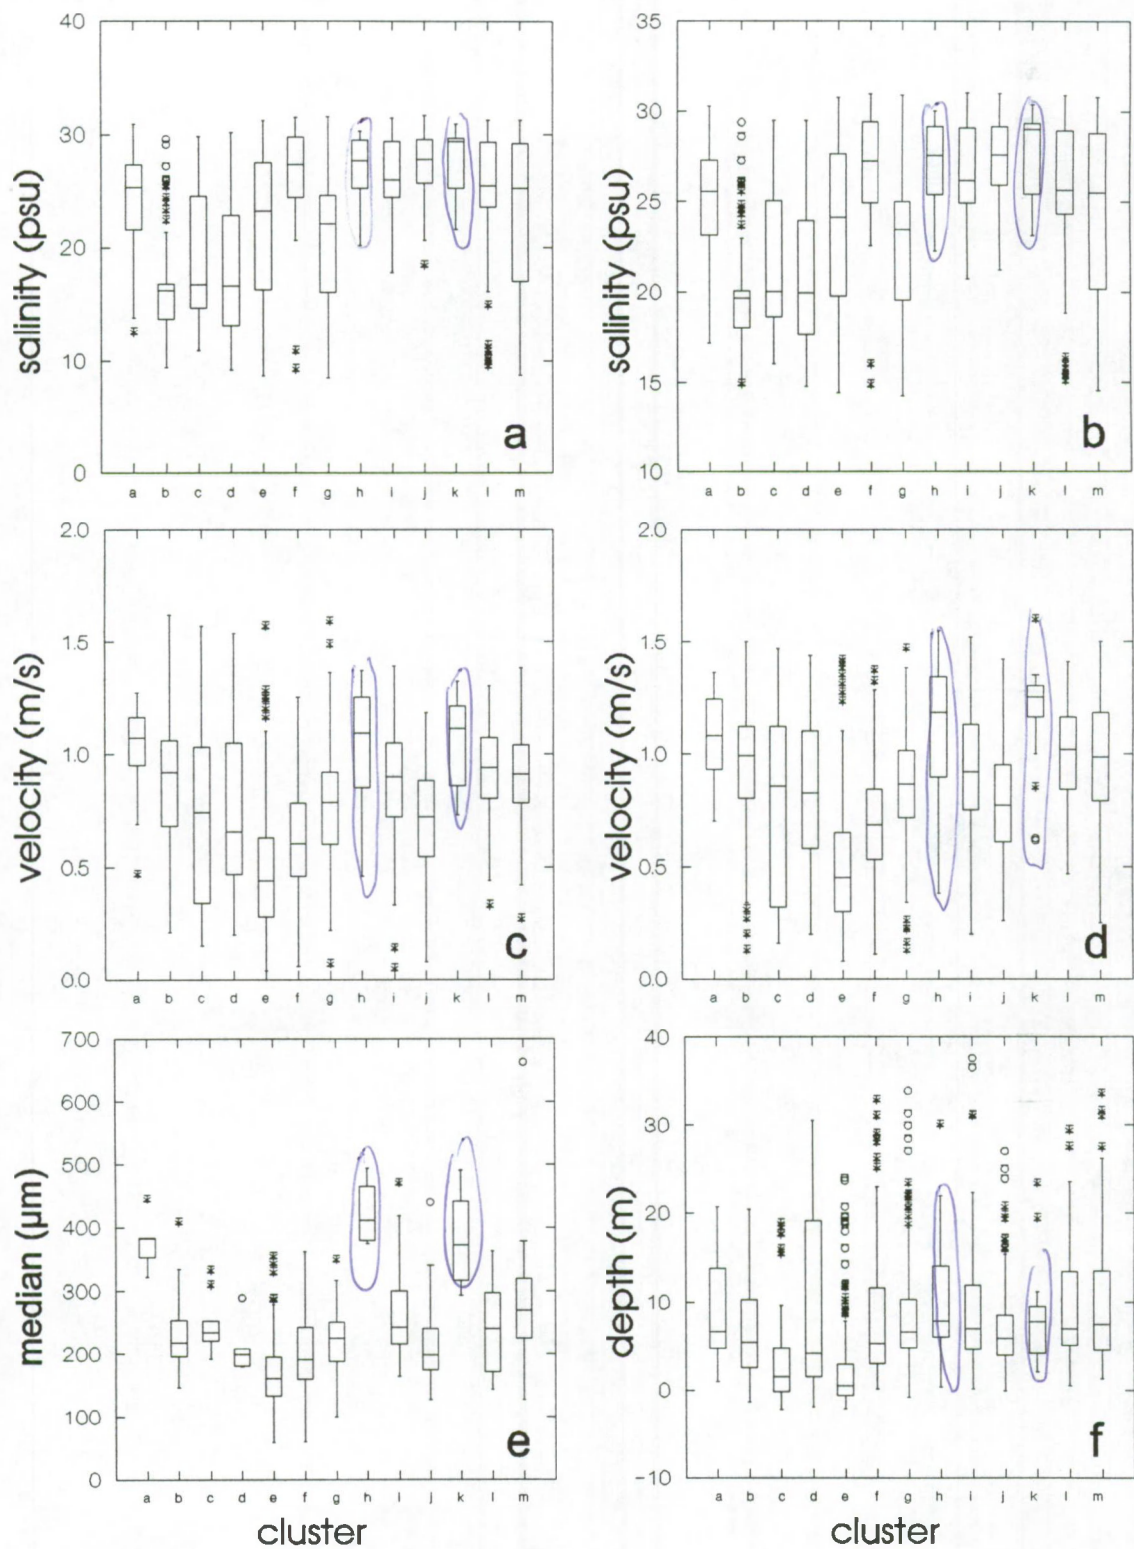 40
30
20
10
0
salinity (psu)
a
a b c d e f g h i j k l m
35
30
25
20
15
10
salinity (psu)
b
a b c d e f g h i j k l m
2.0
1.5
1.0
0.5
0.0
velocity (m/s)
c
a b c d e f g h i j k l m
2.0
1.5
1.0
0.5
0.0
velocity (m/s)
d
a b c d e f g h i j k l m
700
600
500
400
300
200
100
0
median (µm)
e
a b c d e f g h i j k l m
cluster
40
30
20
10
0
−10
depth (m)
f
a b c d e f g h i j k l m
cluster